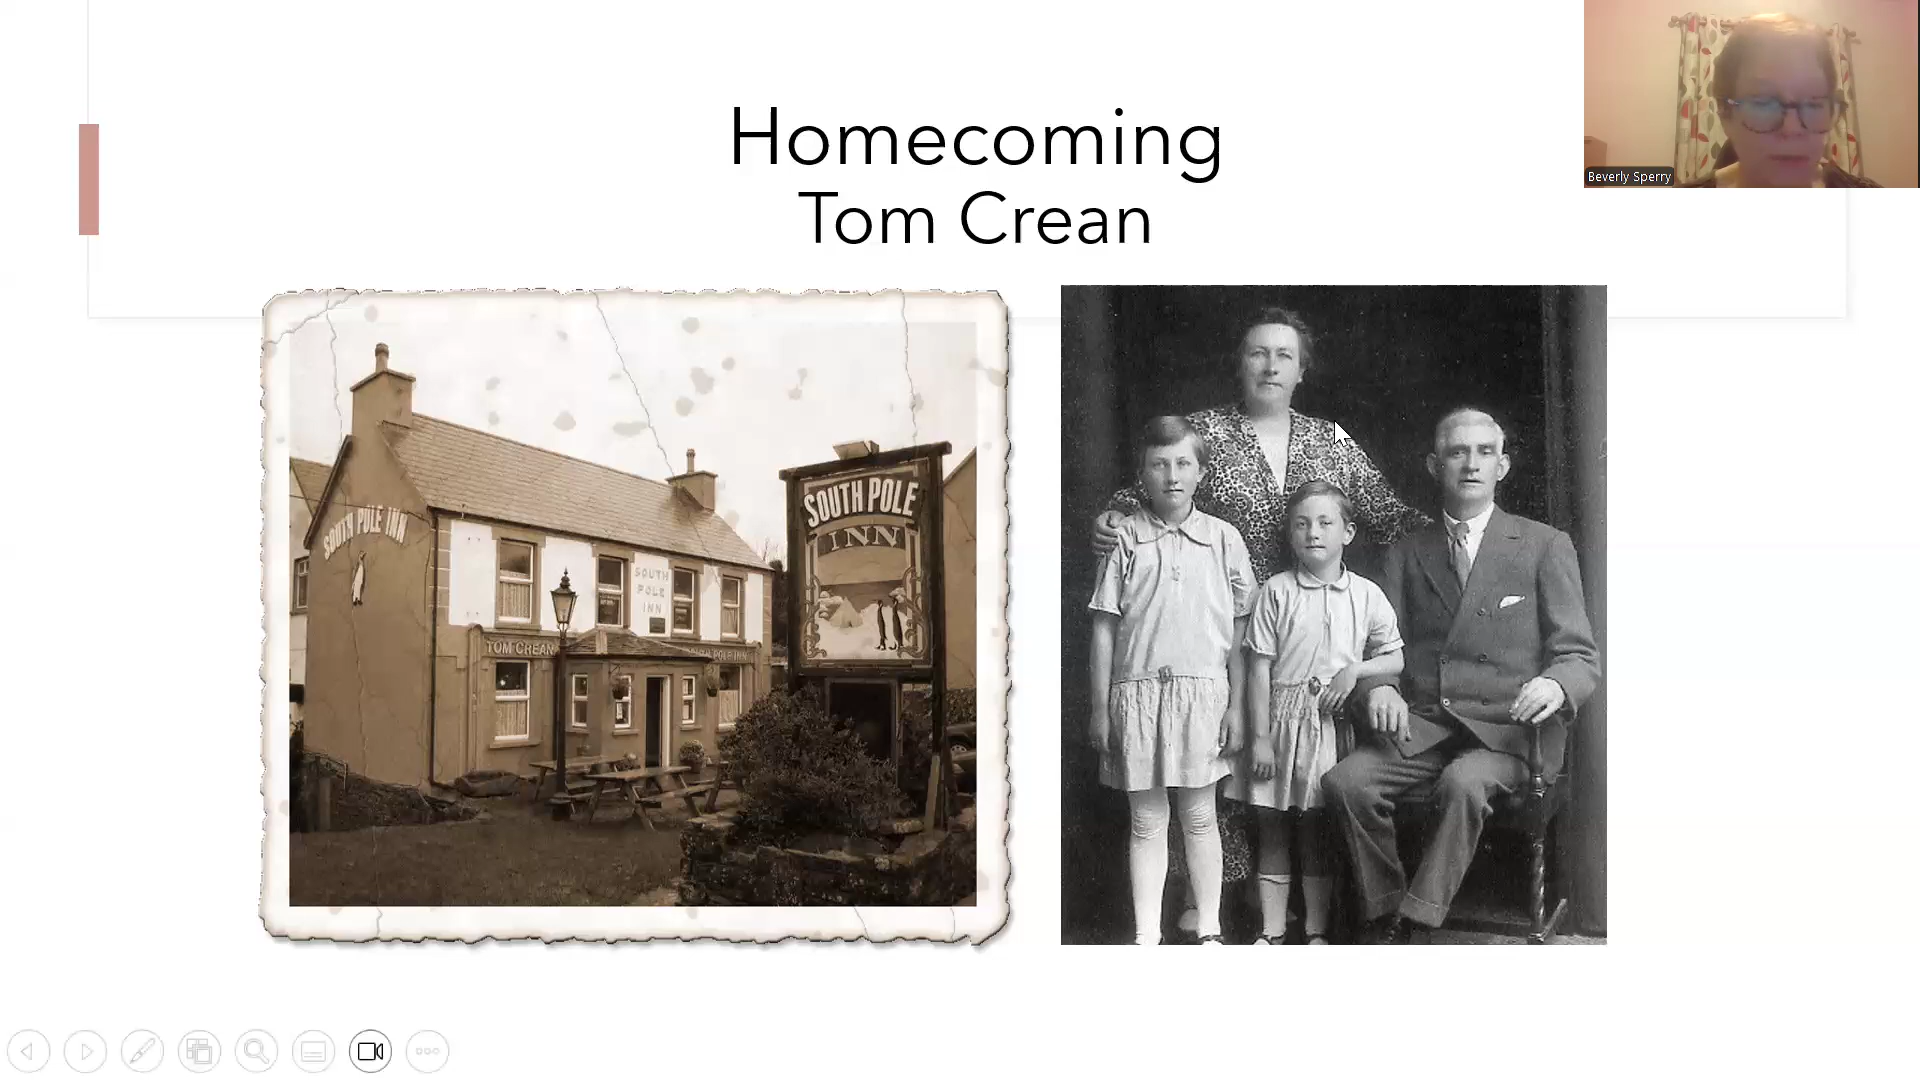 Homecoming
Tom Crean
Beverly Sperry
SOUTH POLE INN
SOUTH
POLE
INN
TOM CREAN
SOUTH POLE INN
SOUTH POLE
INN